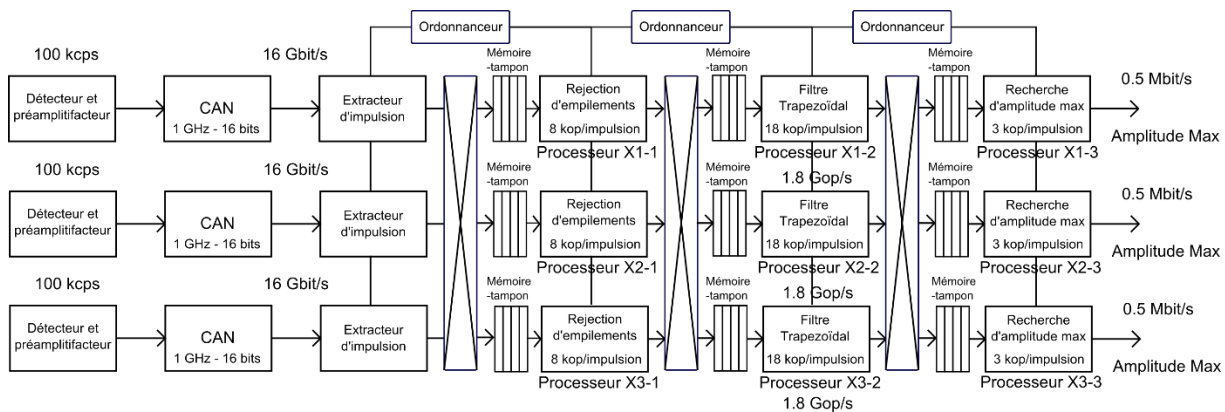 Ordonnanceur
Ordonnanceur
Ordonnanceur
100 kcps
16 Gbit/s
Détecteur et
préamplitifacteur
CAN
1 GHz - 16 bits
Extracteur
d'impulsion
Mémoire
-tampon
Rejection
d'empilements
8 kop/impulsion
Processeur X1-1
Mémoire
-tampon
Filtre
Trapezoïdal
18 kop/impulsion
Processeur X1-2
1.8 Gop/s
Mémoire
-tampon
Recherche
d'amplitude max
3 kop/impulsion
Processeur X1-3
0.5 Mbit/s
Amplitude Max
100 kcps
16 Gbit/s
Détecteur et
préamplitifacteur
CAN
1 GHz - 16 bits
Extracteur
d'impulsion
Mémoire
-tampon
Rejection
d'empilements
8 kop/impulsion
Processeur X2-1
Mémoire
-tampon
Filtre
Trapezoïdal
18 kop/impulsion
Processeur X2-2
1.8 Gop/s
Mémoire
-tampon
Recherche
d'amplitude max
3 kop/impulsion
Processeur X2-3
0.5 Mbit/s
Amplitude Max
100 kcps
16 Gbit/s
Détecteur et
préamplitifacteur
CAN
1 GHz - 16 bits
Extracteur
d'impulsion
Mémoire
-tampon
Rejection
d'empilements
8 kop/impulsion
Processeur X3-1
Mémoire
-tampon
Filtre
Trapezoïdal
18 kop/impulsion
Processeur X3-2
1.8 Gop/s
Mémoire
-tampon
Recherche
d'amplitude max
3 kop/impulsion
Processeur X3-3
0.5 Mbit/s
Amplitude Max